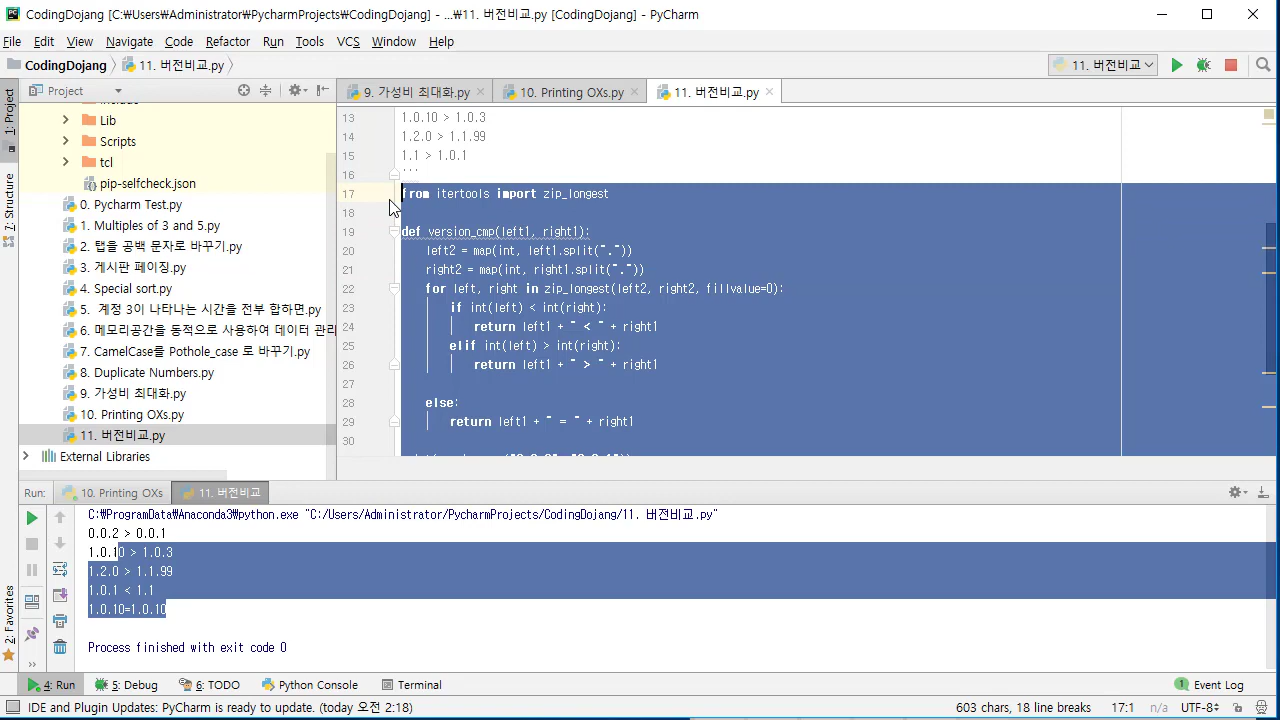 CodingDojang [C:₩Users₩Administrator₩PycharmProjects₩CodingDojang] - ...₩11. 버전비교.py [CodingDojang] - PyCharm
File Edit View Navigate Code Refactor Run Tools VCS Window Help
CodingDojang 11. 버전비교.py
11. 버전비교
1: Project
7: Structure
2: Favorites
Project
Lib
Scripts
tcl
pip-selfcheck.json
0. Pycharm Test.py
1. Multiples of 3 and 5.py
2. 탭을 공백 문자로 바꾸기.py
3. 게시판 페이징.py
4. Special sort.py
5. 계정 3이 나타나는 시간을 전부 합하면.py
6. 메모리공간을 동적으로 사용하여 데이터 관리
7. CamelCase를 Pothole_case 로 바꾸기.py
8. Duplicate Numbers.py
9. 가성비 최대화.py
10. Printing OXs.py
11. 버전비교.py
External Libraries
9. 가성비 최대화.py 10. Printing OXs.py 11. 버전비교.py
13 1.0.10 > 1.0.3
14 1.2.0 > 1.1.99
15 1.1 > 1.0.1
16 '''
17 from itertools import zip_longest
18
19 def version_cmp(left1, right1):
20 left2 = map(int, left1.split("."))
21 right2 = map(int, right1.split("."))
22 for left, right in zip_longest(left2, right2, fillvalue=0):
23 if int(left) < int(right):
24 return left1 + " < " + right1
25 elif int(left) > int(right):
26 return left1 + " > " + right1
27
28 else:
29 return left1 + " = " + right1
30
Run: 10. Printing OXs 11. 버전비교
C:₩ProgramData₩Anaconda3₩python.exe "C:/Users/Administrator/PycharmProjects/CodingDojang/11. 버전비교.py"
0.0.2 > 0.0.1
1.0.10 > 1.0.3
1.2.0 > 1.1.99
1.0.1 < 1.1
1.0.10=1.0.10
Process finished with exit code 0
4: Run 5: Debug 6: TODO Python Console Terminal 1 Event Log
IDE and Plugin Updates: PyCharm is ready to update. (today 오전 2:18) 603 chars, 18 line breaks 17:1 n/a UTF-8